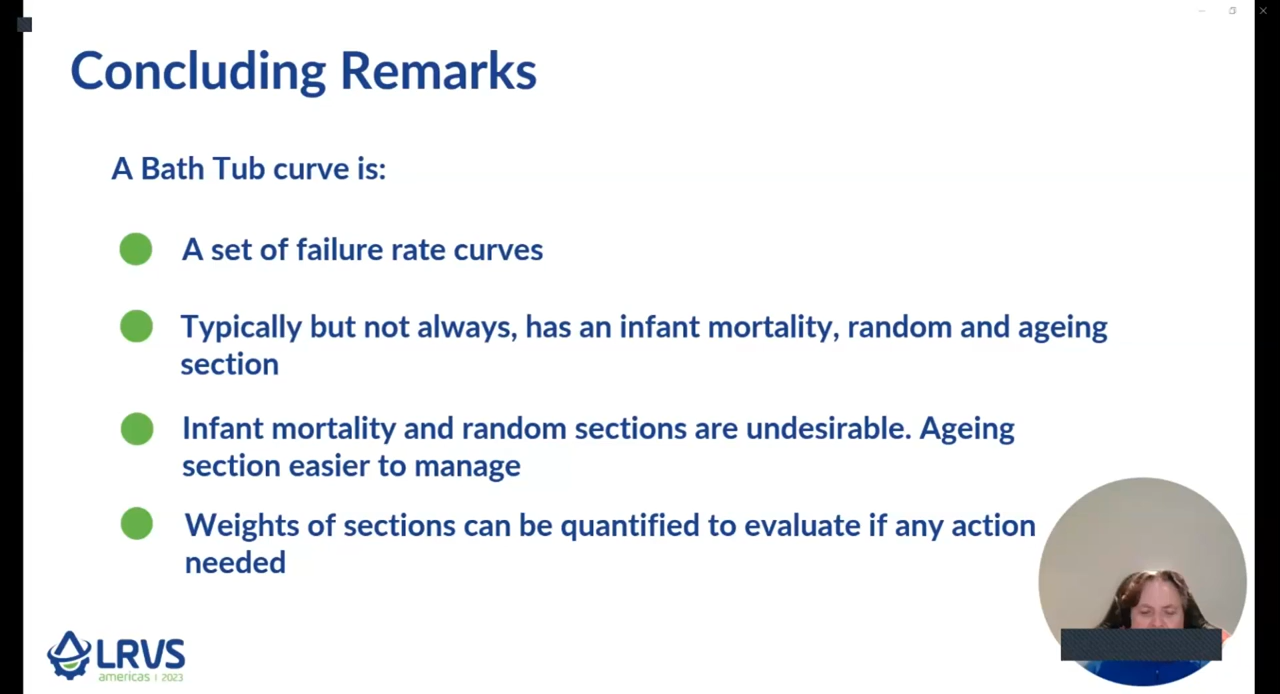 Concluding Remarks
A Bath Tub curve is:
A set of failure rate curves
Typically but not always, has an infant mortality, random and ageing
section
Infant mortality and random sections are undesirable. Ageing
section easier to manage
Weights of sections can be quantified to evaluate if any action
needed
LRVS
americas | 2023